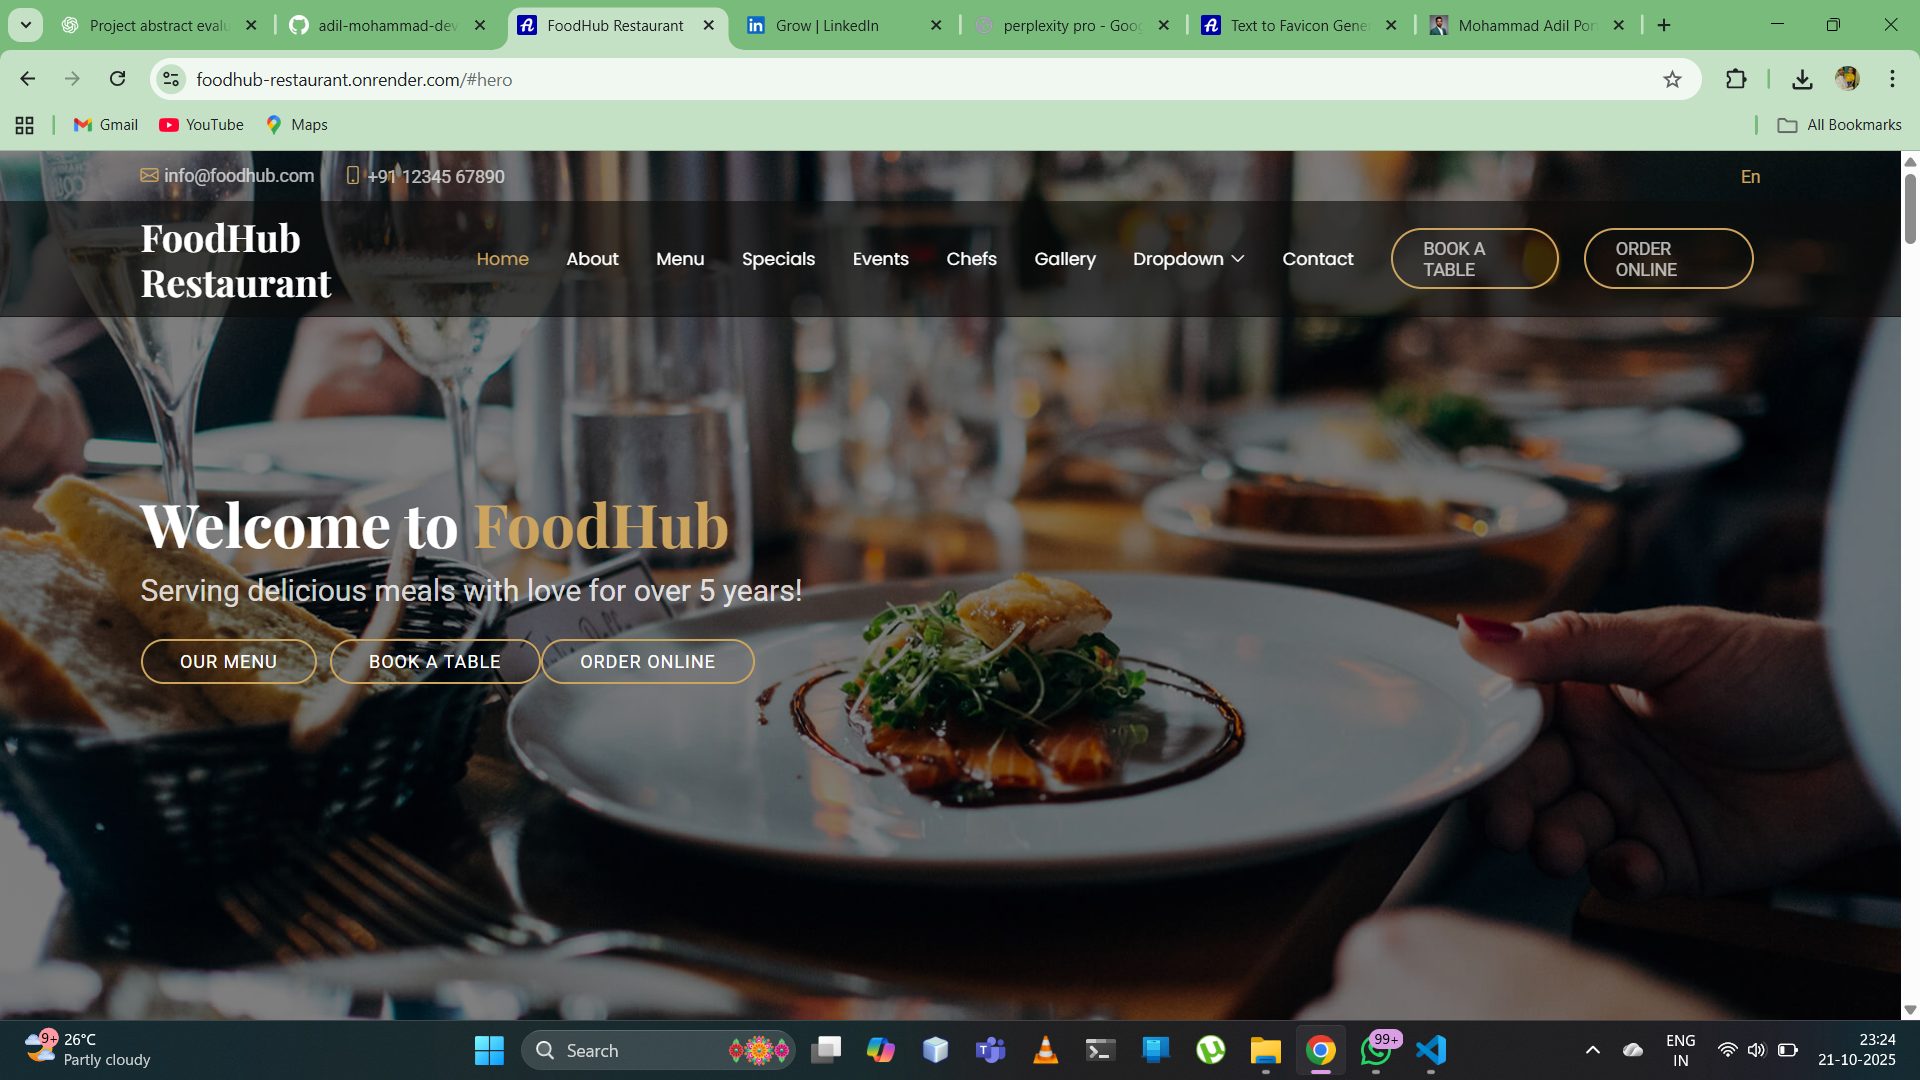 Project abstract evalu
adil-mohammad-dev
FoodHub Restaurant
Grow | LinkedIn
perplexity pro - Goog
Text to Favicon Gene
Mohammad Adil Por
foodhub-restaurant.onrender.com/#hero
Gmail
YouTube
Maps
All Bookmarks
info@foodhub.com
+91 12345 67890
En
FoodHub
Restaurant
Home
About
Menu
Specials
Events
Chefs
Gallery
Dropdown
Contact
BOOK A
TABLE
ORDER
ONLINE
Welcome to FoodHub
Serving delicious meals with love for over 5 years!
OUR MENU
BOOK A TABLE
ORDER ONLINE
9+
26°C
Partly cloudy
Search
99+
ENG
IN
23:24
21-10-2025